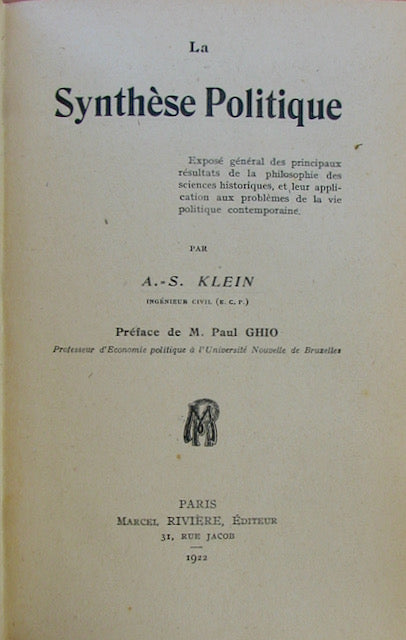 La
Synthèse Politique
Exposé général des principaux
résultats de la philosophie des
sciences historiques, et leur appli-
cation aux problèmes de la vie
politique contemporaine.
PAR
A.-S. KLEIN
INGÉNIEUR CIVIL (E. C. P.)
Préface de M. Paul GHIO
Professeur d'Economie politique à l'Université Nouvelle de Bruxelles
MR
PARIS
MARCEL RIVIÈRE, ÉDITEUR
31, RUE JACOB
1922